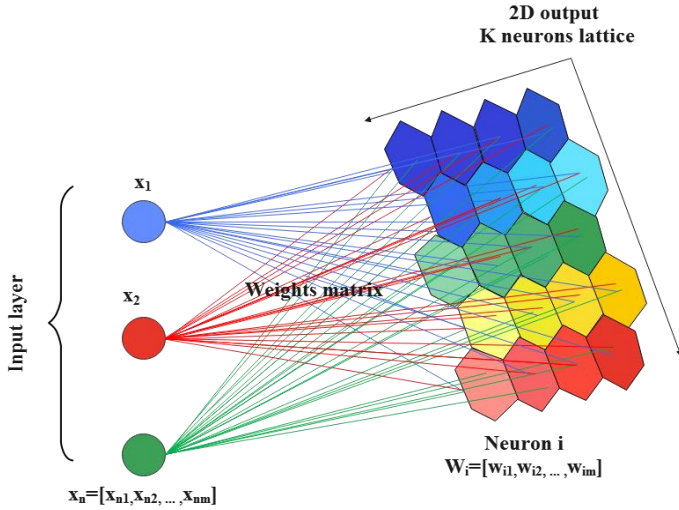 2D output
K neurons lattice
x₁
Weights matrix
x₂
Input layer
Neuron i
Wᵢ=[wᵢ₁,wᵢ₂, ... ,wᵢₘ]
xₙ=[xₙ₁,xₙ₂, ... ,xₙₘ]